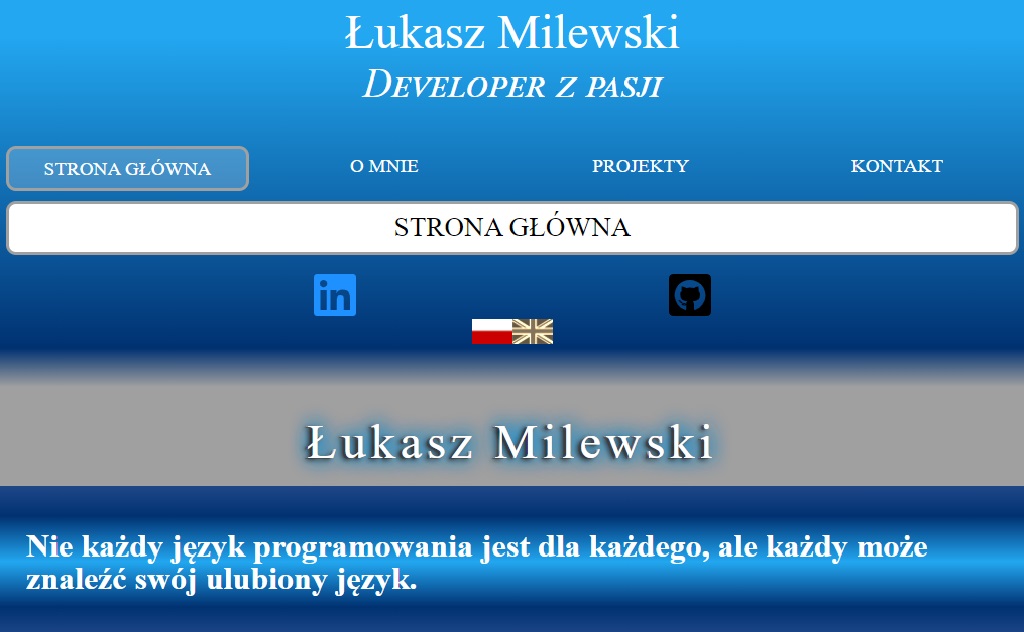 Łukasz Milewski
Developer z pasji
STRONA GŁÓWNA
O MNIE
PROJEKTY
KONTAKT
STRONA GŁÓWNA
in
Łukasz Milewski
Nie każdy język programowania jest dla każdego, ale każdy może
znaleźć swój ulubiony język.